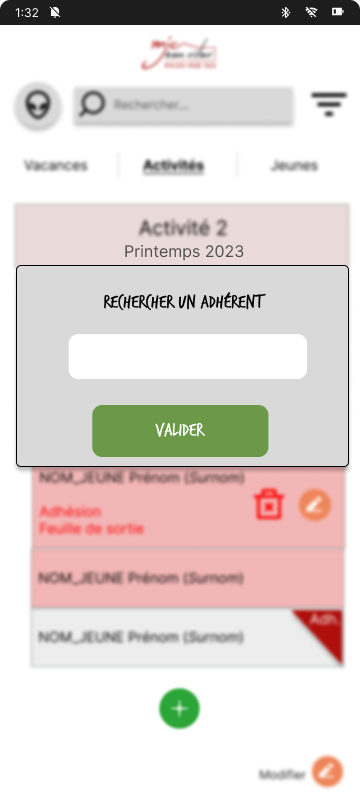 1:32
Rechercher...
Vacances
Activités
Jeunes
Activité 2
Printemps 2023
RECHERCHER UN ADHÉRENT
VALIDER
NOM_JEUNE Prénom (Surnom)
Adhésion
Feuille de sortie
NOM_JEUNE Prénom (Surnom)
Adh.
NOM_JEUNE Prénom (Surnom)
Modifier